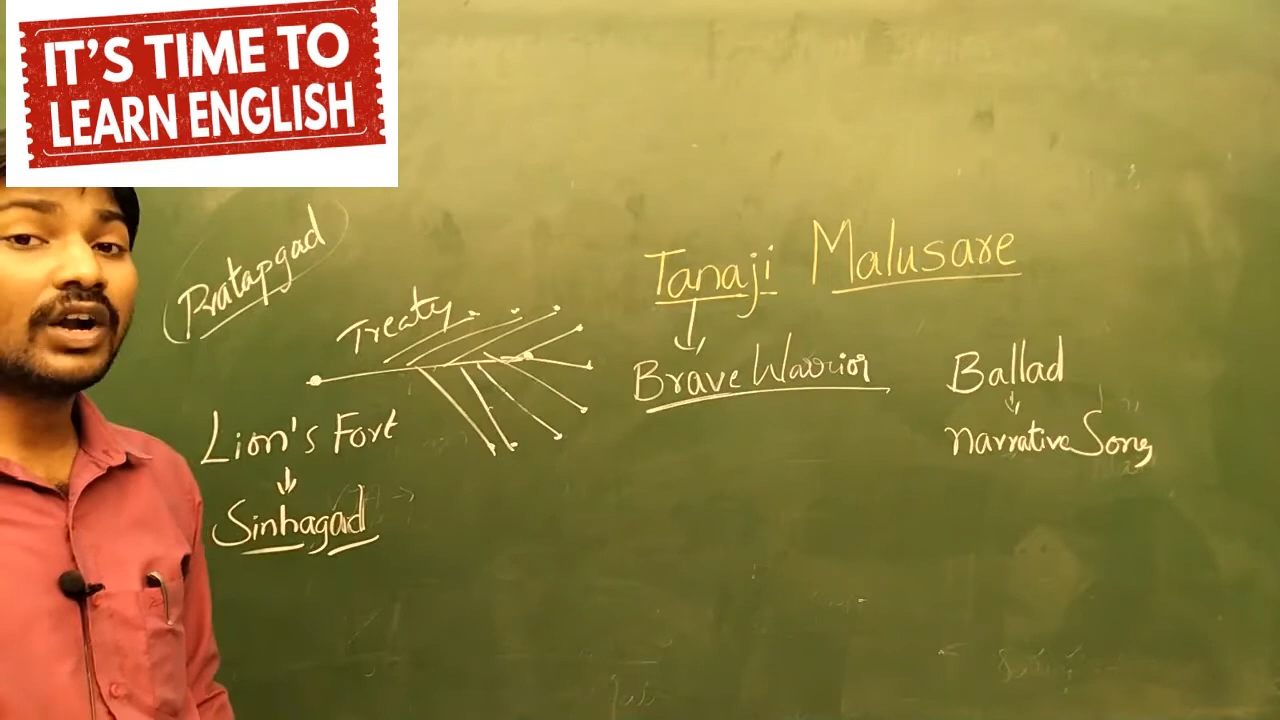 IT'S TIME TO
LEARN ENGLISH
Pratapgad
Treaty
Lion's Fort
Sinhagad
Tanaji Malusare
Brave Warrior
Ballad
narrative Song